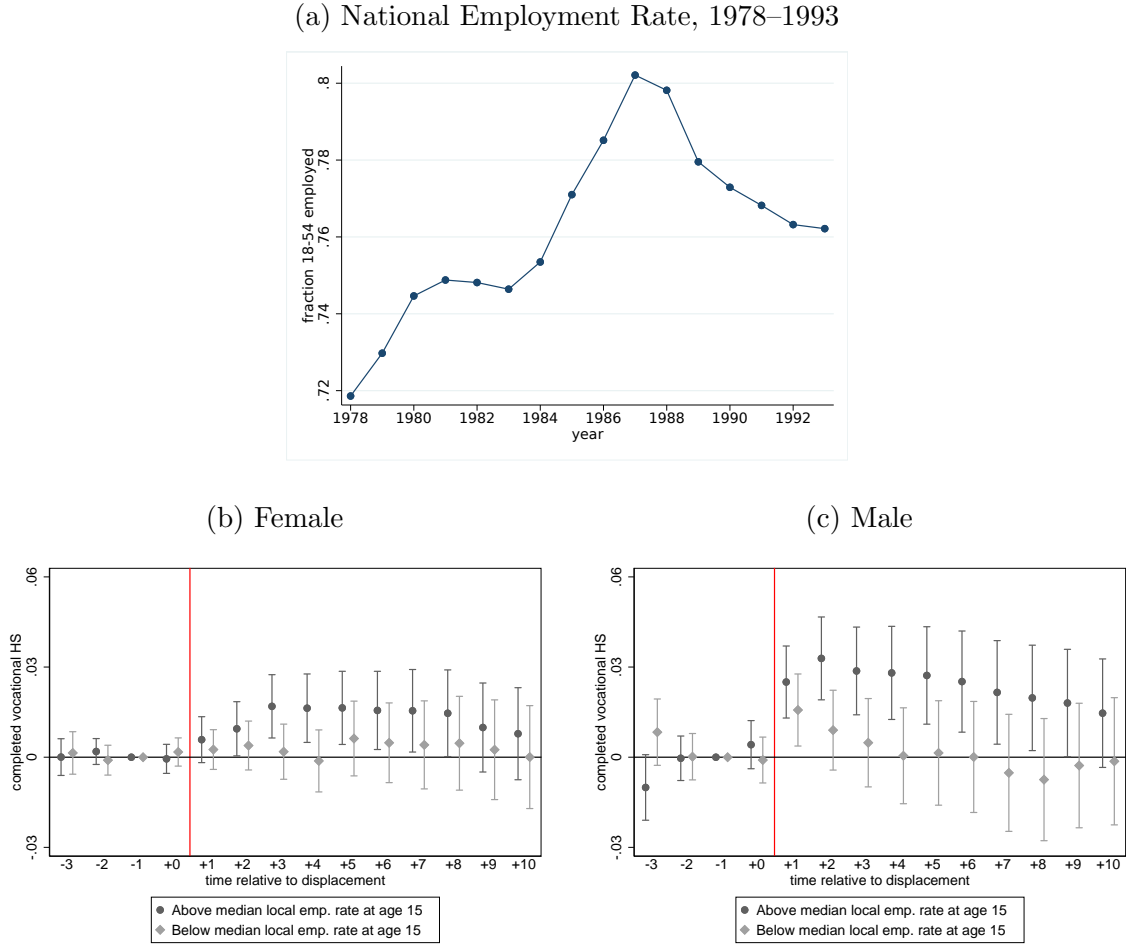 (a) National Employment Rate, 1978–1993
fraction 18-54 employed
.8
.78
.76
.74
.72
1978 1980 1982 1984 1986 1988 1990 1992
year
(b) Female
completed vocational HS
.06
.03
0
-.03
-3 -2 -1 +0 +1 +2 +3 +4 +5 +6 +7 +8 +9 +10
time relative to displacement
Above median local emp. rate at age 15
Below median local emp. rate at age 15
(c) Male
completed vocational HS
.06
.03
0
-.03
-3 -2 -1 +0 +1 +2 +3 +4 +5 +6 +7 +8 +9 +10
time relative to displacement
Above median local emp. rate at age 15
Below median local emp. rate at age 15